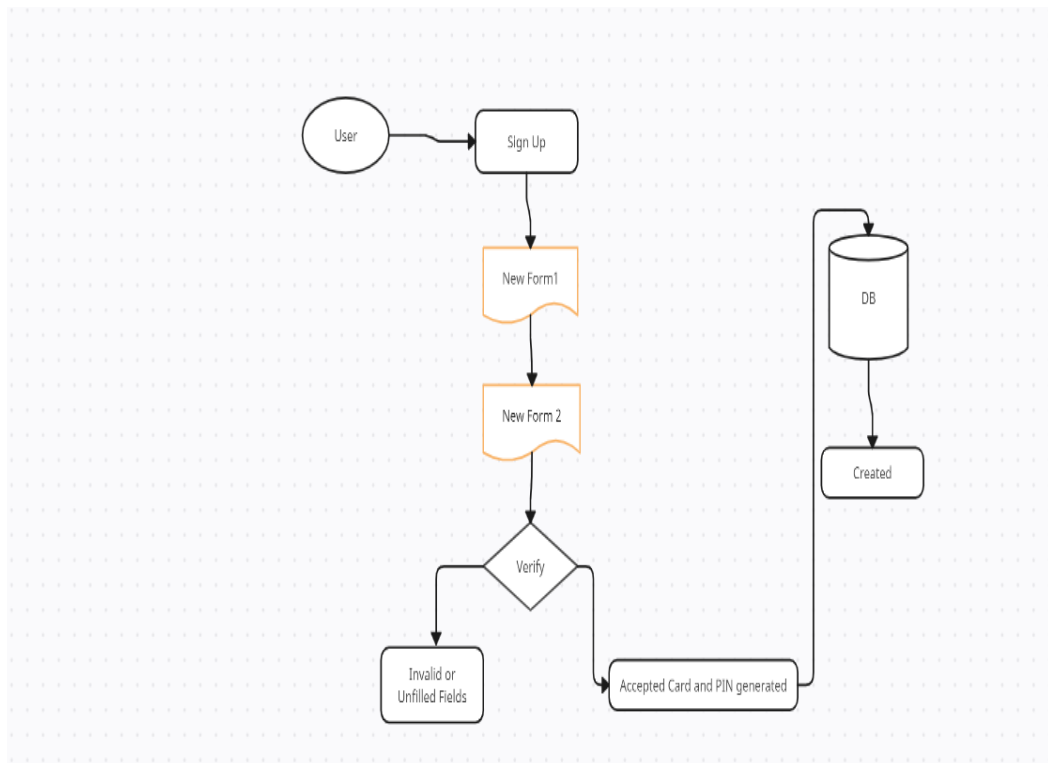 User
Sign Up
New Form1
New Form 2
Verify
Invalid or
Unfilled Fields
Accepted Card and PIN generated
DB
Created